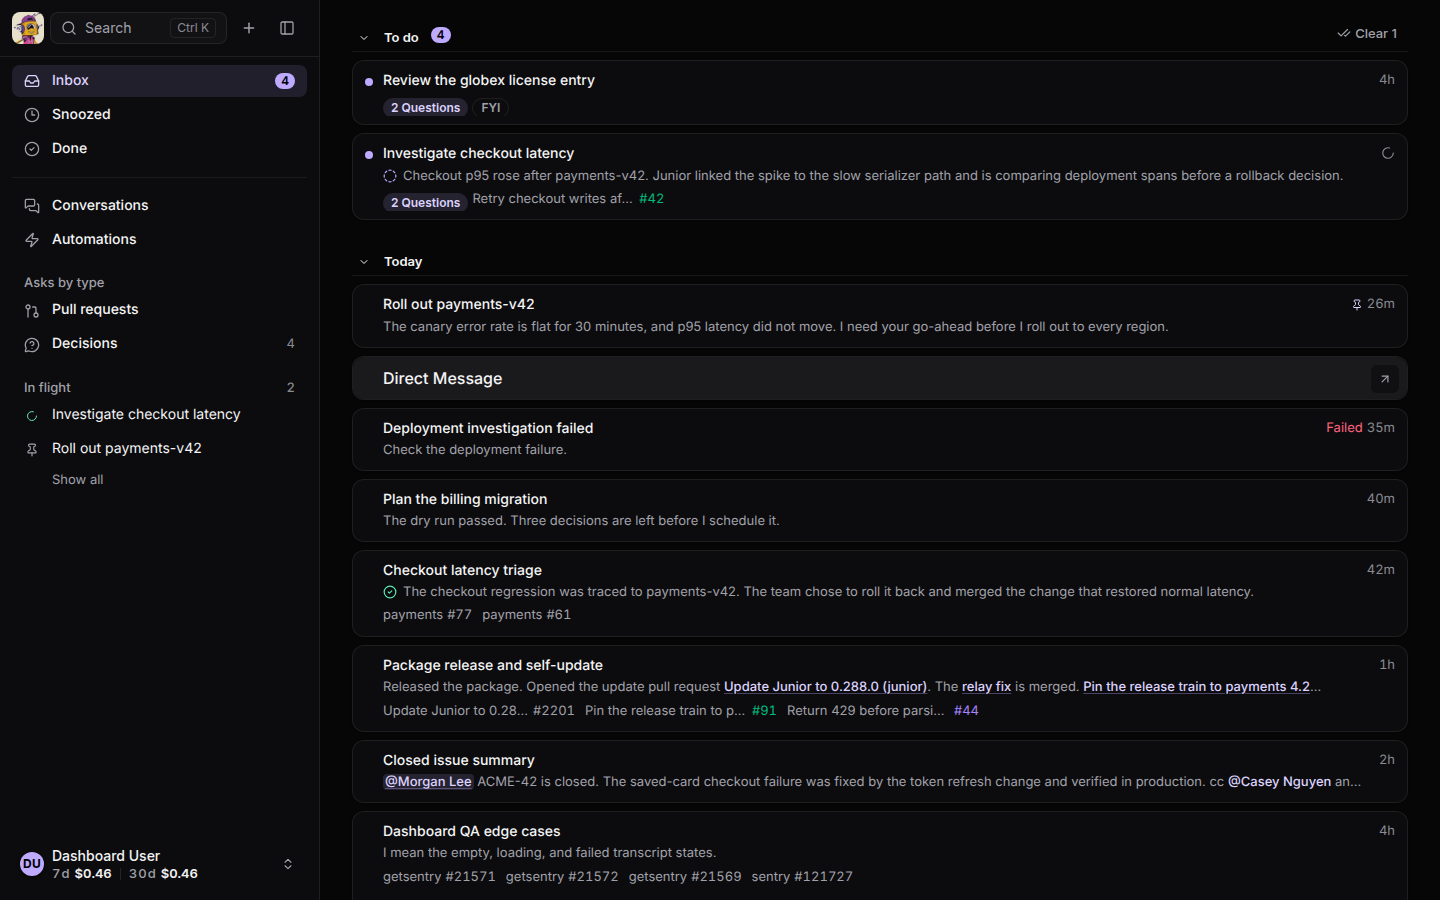 Search Ctrl K
Inbox 4
Snoozed
Done
Conversations
Automations
Asks by type
Pull requests
Decisions 4
In flight 2
Investigate checkout latency
Roll out payments-v42
Show all
DU Dashboard User
7d $0.46 30d $0.46
To do 4 Clear 1
Review the globex license entry 4h
2 Questions FYI
Investigate checkout latency
Checkout p95 rose after payments-v42. Junior linked the spike to the slow serializer path and is comparing deployment spans before a rollback decision.
2 Questions Retry checkout writes af... #42
Today
Roll out payments-v42 26m
The canary error rate is flat for 30 minutes, and p95 latency did not move. I need your go-ahead before I roll out to every region.
Direct Message
Deployment investigation failed Failed 35m
Check the deployment failure.
Plan the billing migration 40m
The dry run passed. Three decisions are left before I schedule it.
Checkout latency triage 42m
The checkout regression was traced to payments-v42. The team chose to roll it back and merged the change that restored normal latency.
payments #77 payments #61
Package release and self-update 1h
Released the package. Opened the update pull request Update Junior to 0.288.0 (junior). The relay fix is merged. Pin the release train to payments 4.2...
Update Junior to 0.28... #2201 Pin the release train to p... #91 Return 429 before parsi... #44
Closed issue summary 2h
@Morgan Lee ACME-42 is closed. The saved-card checkout failure was fixed by the token refresh change and verified in production. cc @Casey Nguyen an...
Dashboard QA edge cases 4h
I mean the empty, loading, and failed transcript states.
getsentry #21571 getsentry #21572 getsentry #21569 sentry #121727